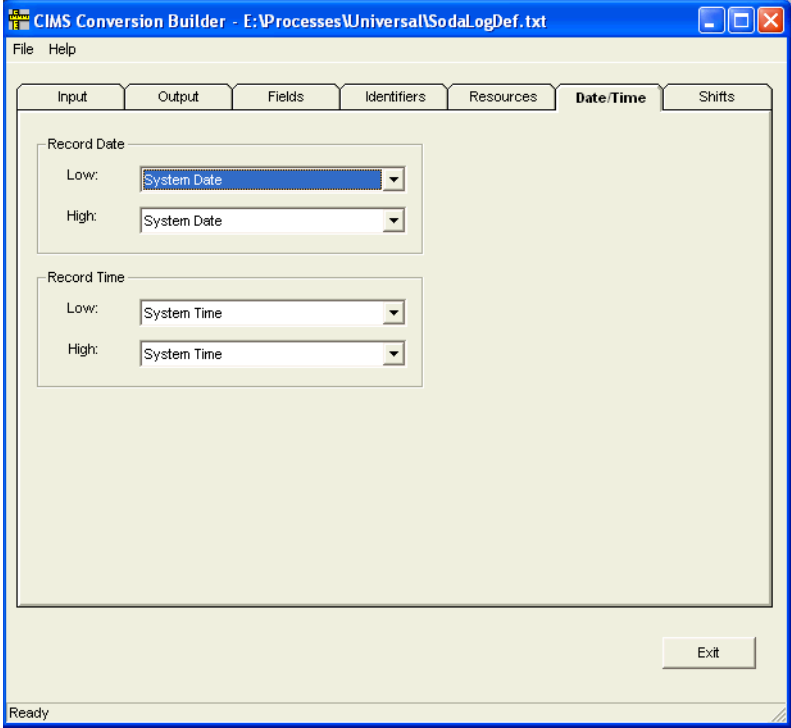 CIMS Conversion Builder - E:\Processes\Universal\SodaLogDef.txt
File Help
Input Output Fields Identifiers Resources Date/Time Shifts
Record Date
Low: System Date
High: System Date
Record Time
Low: System Time
High: System Time
Exit
Ready